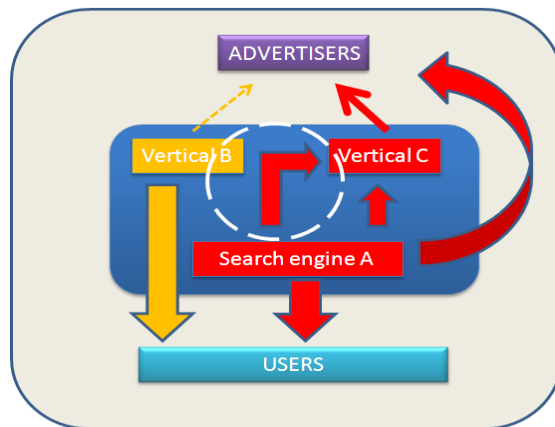 ADVERTISERS
Vertical B
Vertical C
Search engine A
USERS